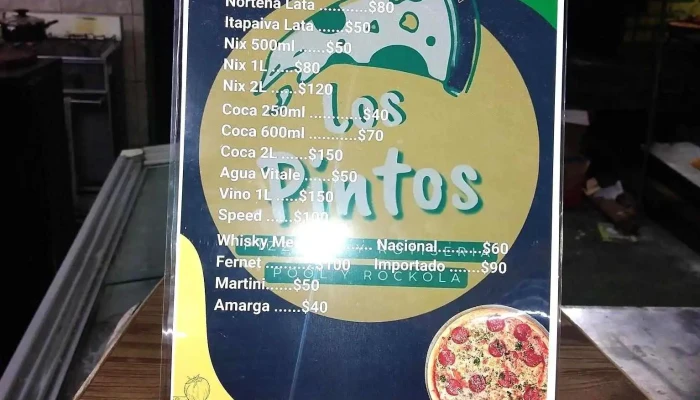 Norteña Lata ...........$80
Itapaiva Lata ......$50
Nix 500ml .......$50
Nix 1L .....$80
Nix 2L ......$120
Coca 250ml ............$40
Coca 600ml ...........$70
Coca 2L ......$150
Agua Vitale ......$50
Vino 1L .....$150
Speed ......$100
Los
Pintos
Whisky
Nacional..........$60
Fernet ..........$100 Importado .......$90
POOL Y ROCKOLA
Martini......$50
Amarga ......$40